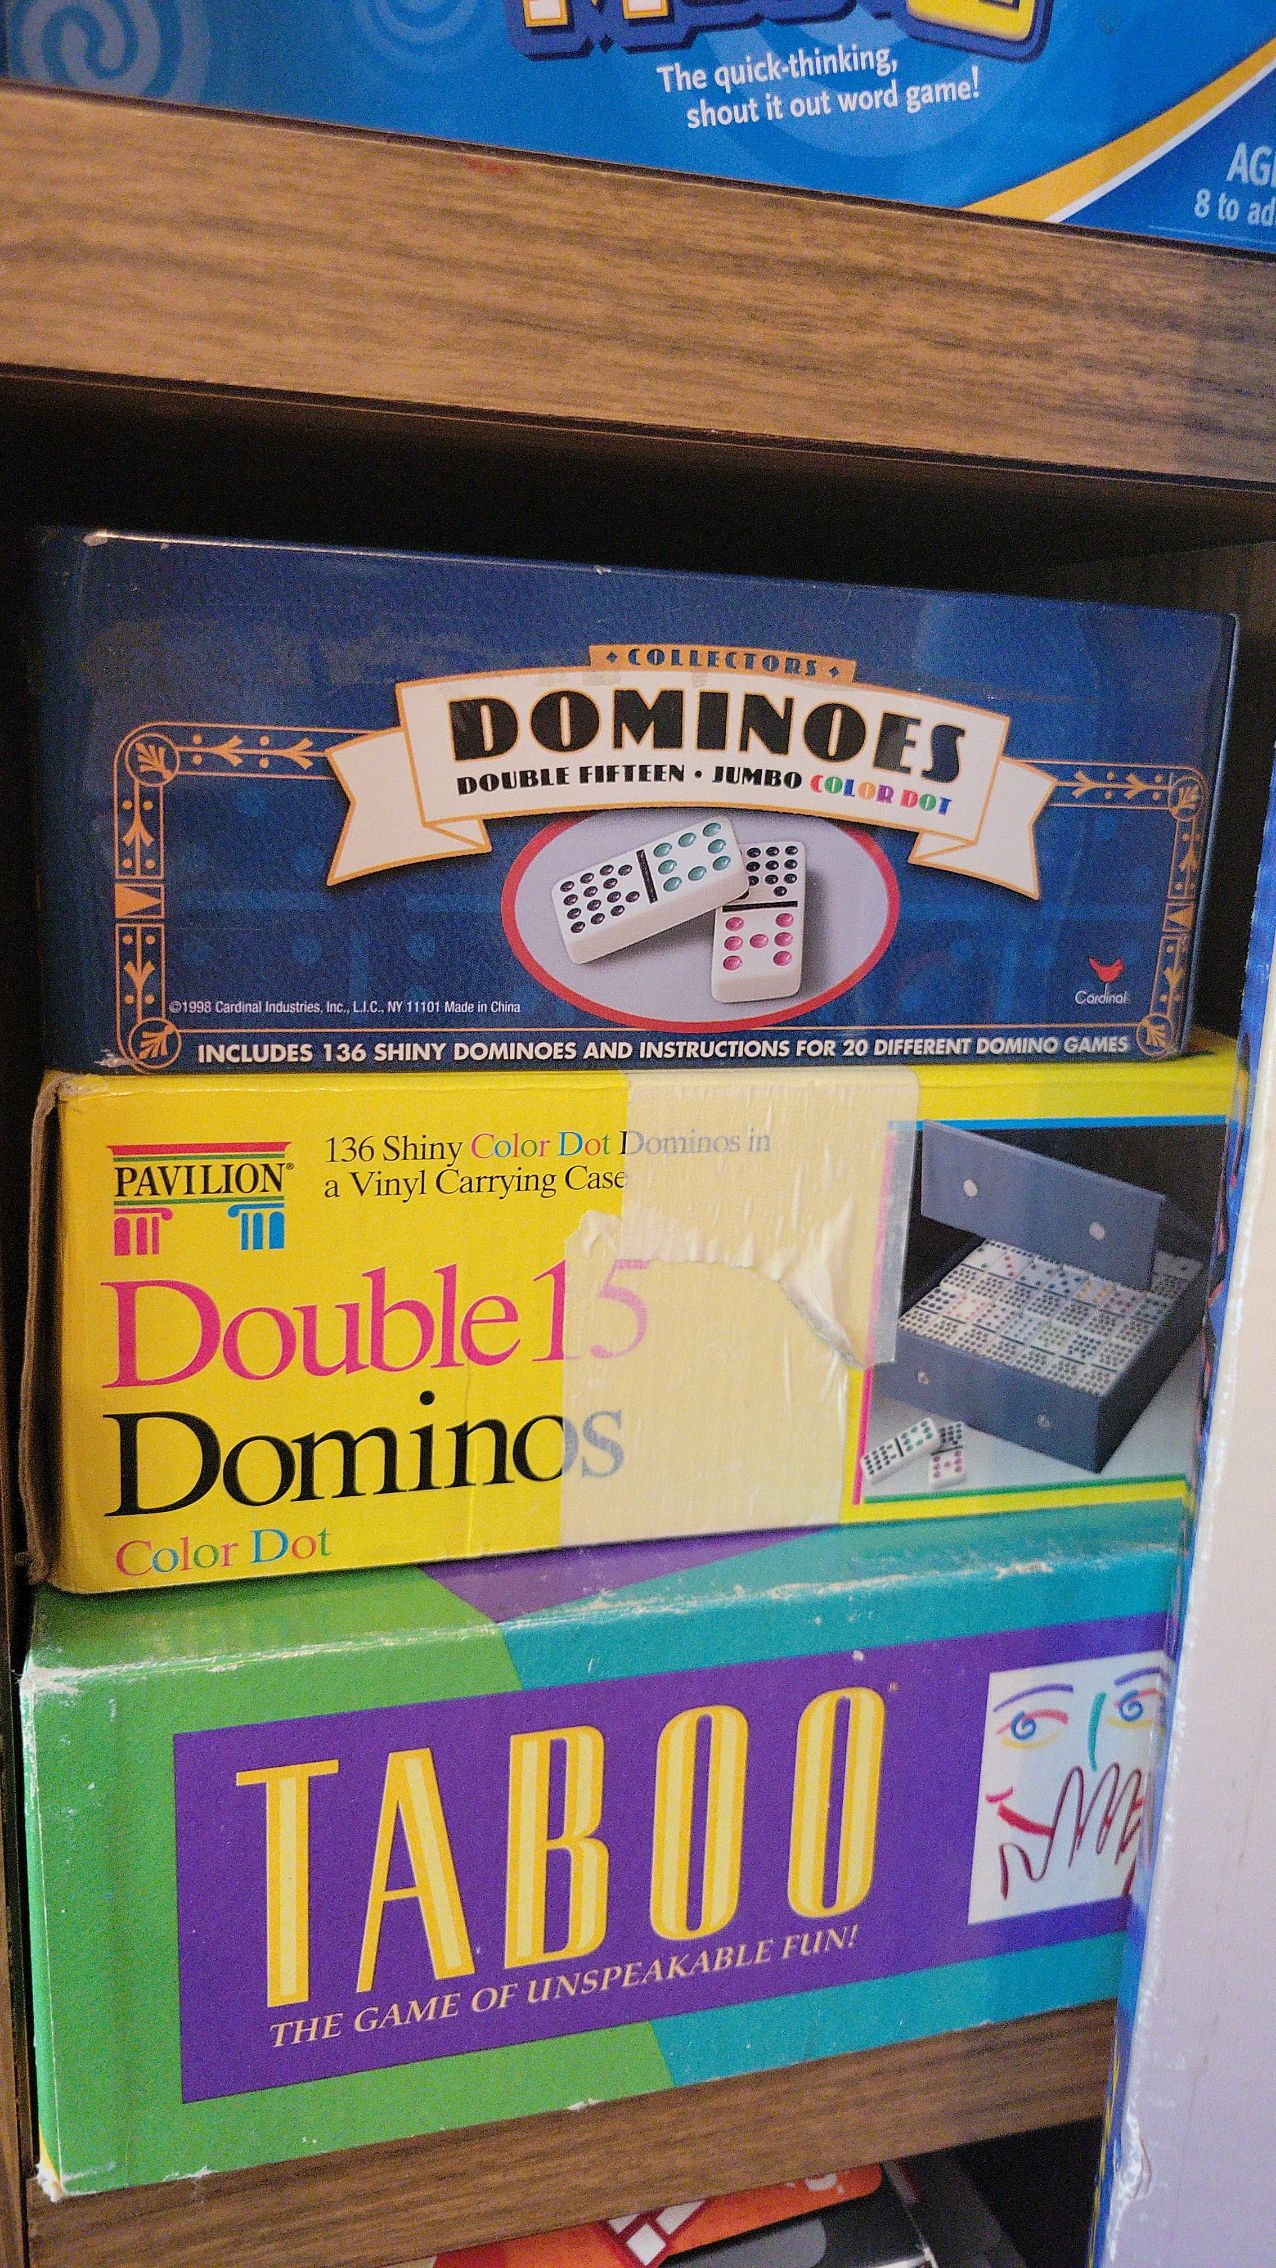 The quick-thinking,
shout it out word game!
8 to
COLLECTORS
DOMINOES
DOUBLE FIFTEEN • JUMBO COLOR DOT
©1998 Cardinal Industries, Inc., L.I.C., NY 11101 Made in China
Cardinal
INCLUDES 136 SHINY DOMINOES AND INSTRUCTIONS FOR 20 DIFFERENT DOMINO GAMES
PAVILION®
136 Shiny Color Dot Dominos in
a Vinyl Carrying Case
Double 15
Dominos
Color Dot
TABOO
THE GAME OF UNSPEAKABLE FUN!